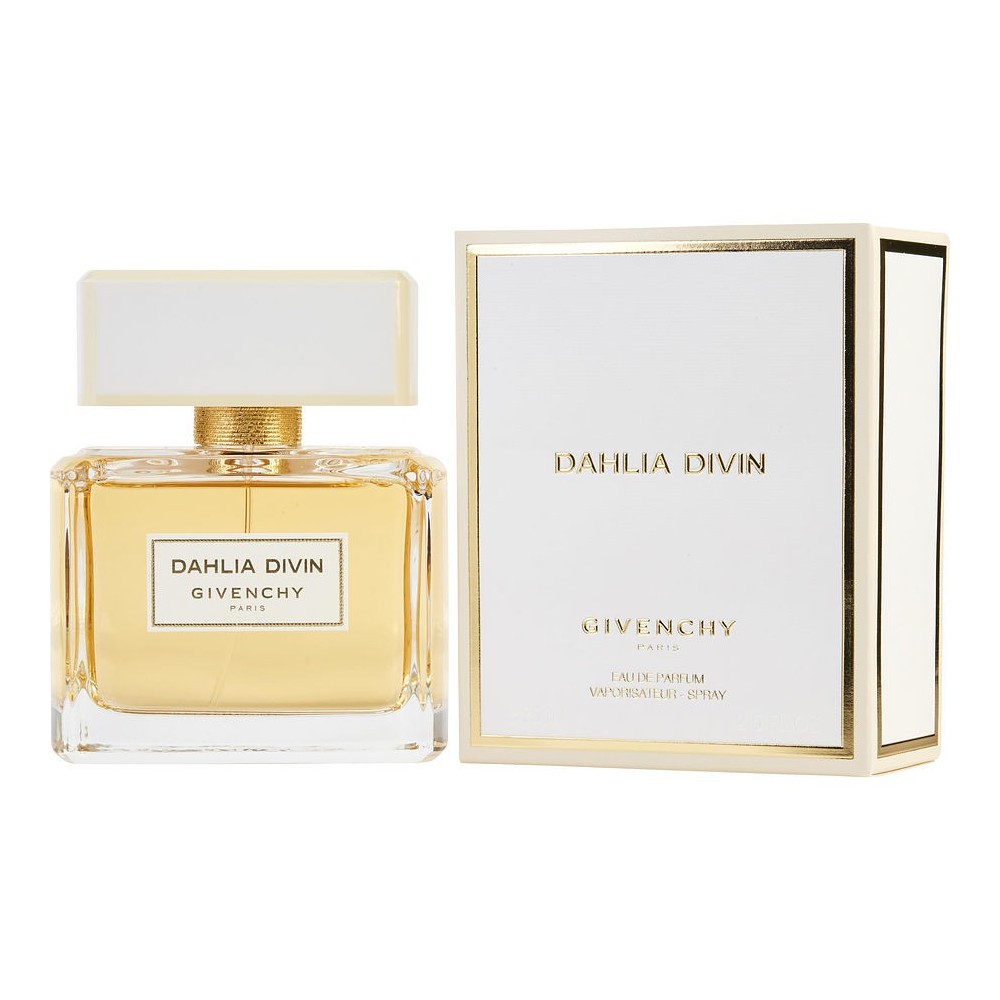 DAHLIA DIVIN
GIVENCHY
PARIS
DAHLIA DIVIN
GIVENCHY
PARIS
EAU DE PARFUM
VAPORISATEUR - SPRAY